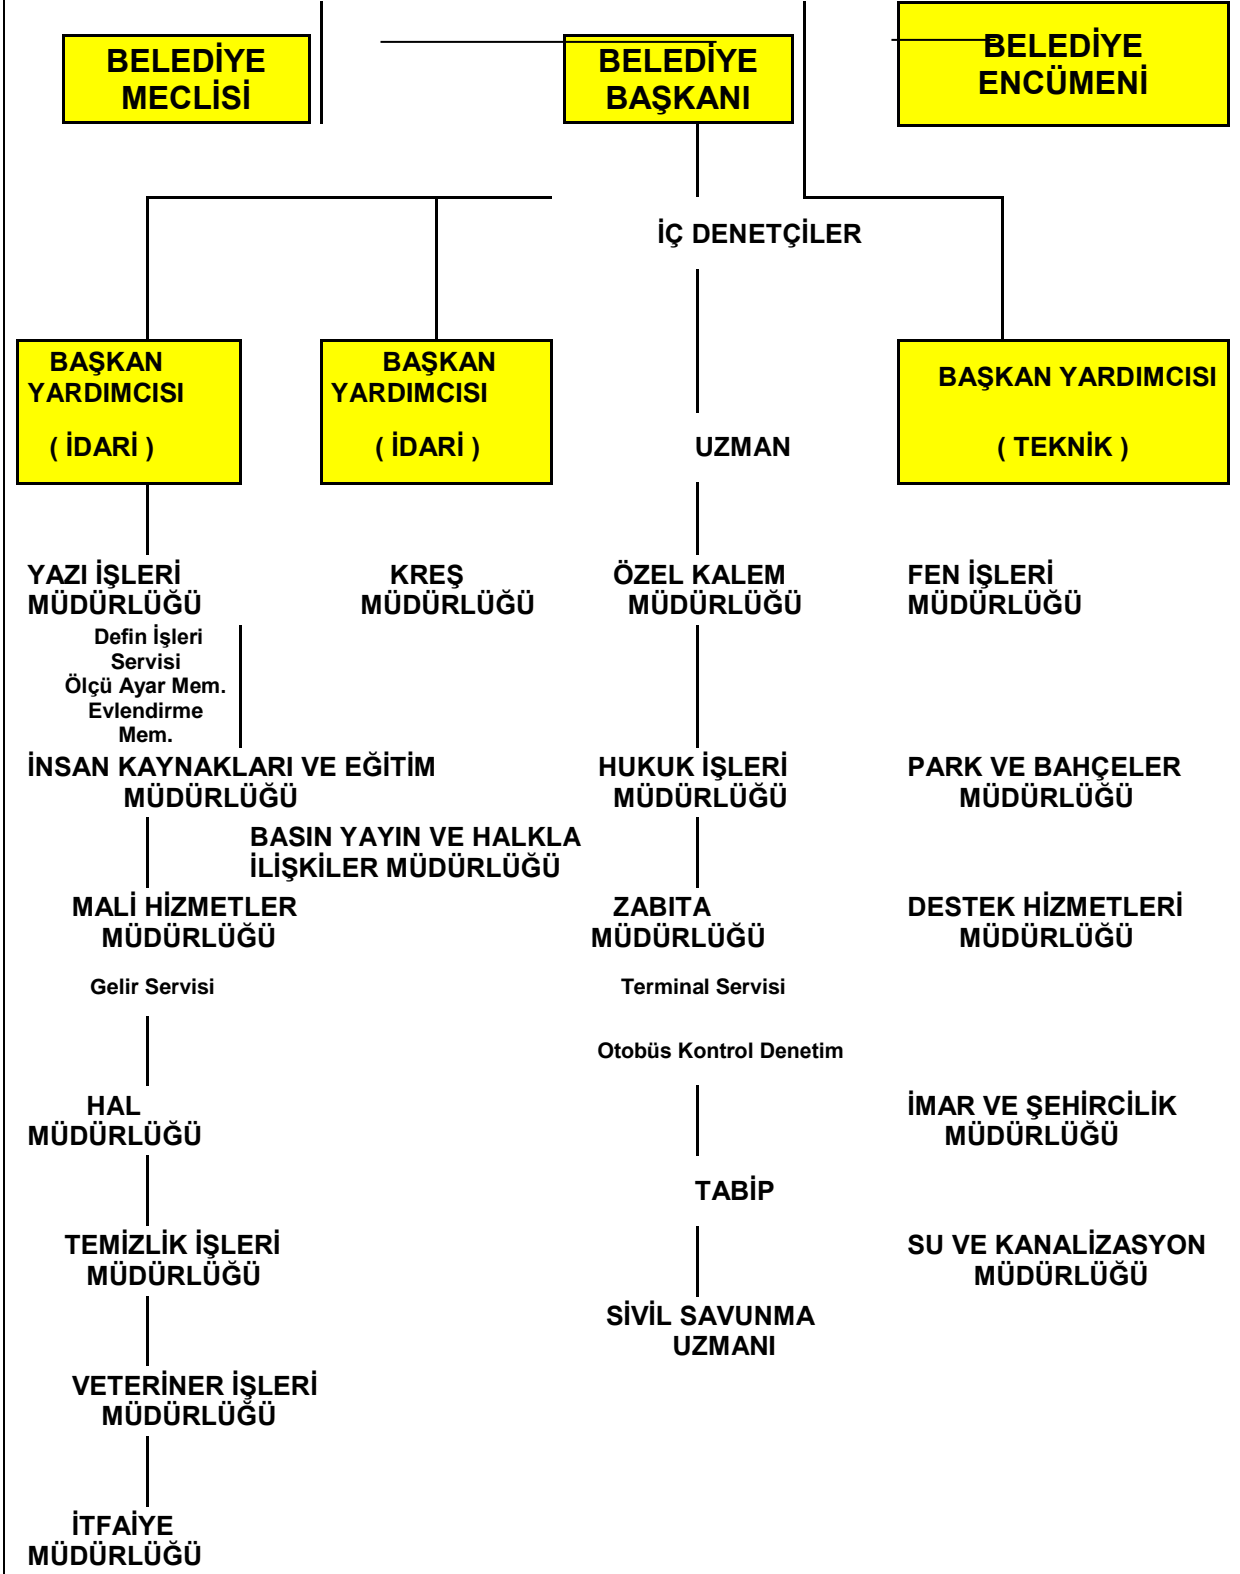 BELEDİYE
MECLİSİ
BELEDİYE
BAŞKANI
BELEDİYE
ENCÜMENİ
İÇ DENETÇİLER
BAŞKAN
YARDIMCISI
( İDARİ )
BAŞKAN
YARDIMCISI
( İDARİ )
UZMAN
BAŞKAN YARDIMCISI
( TEKNİK )
YAZI İŞLERİ
MÜDÜRLÜĞÜ
KREŞ
MÜDÜRLÜĞÜ
ÖZEL KALEM
MÜDÜRLÜĞÜ
FEN İŞLERİ
MÜDÜRLÜĞÜ
Defin İşleri
Servisi
Ölçü Ayar Mem.
Evlendirme
Mem.
İNSAN KAYNAKLARI VE EĞİTİM
MÜDÜRLÜĞÜ
HUKUK İŞLERİ
MÜDÜRLÜĞÜ
PARK VE BAHÇELER
MÜDÜRLÜĞÜ
BASIN YAYIN VE HALKLA
İLİŞKİLER MÜDÜRLÜĞÜ
MALİ HİZMETLER
MÜDÜRLÜĞÜ
ZABITA
MÜDÜRLÜĞÜ
DESTEK HİZMETLERİ
MÜDÜRLÜĞÜ
Gelir Servisi
Terminal Servisi
Otobüs Kontrol Denetim
HAL
MÜDÜRLÜĞÜ
İMAR VE ŞEHİRCİLİK
MÜDÜRLÜĞÜ
TABİP
TEMİZLİK İŞLERİ
MÜDÜRLÜĞÜ
SU VE KANALİZASYON
MÜDÜRLÜĞÜ
SİVİL SAVUNMA
UZMANI
VETERİNER İŞLERİ
MÜDÜRLÜĞÜ
İTFAİYE
MÜDÜRLÜĞÜ